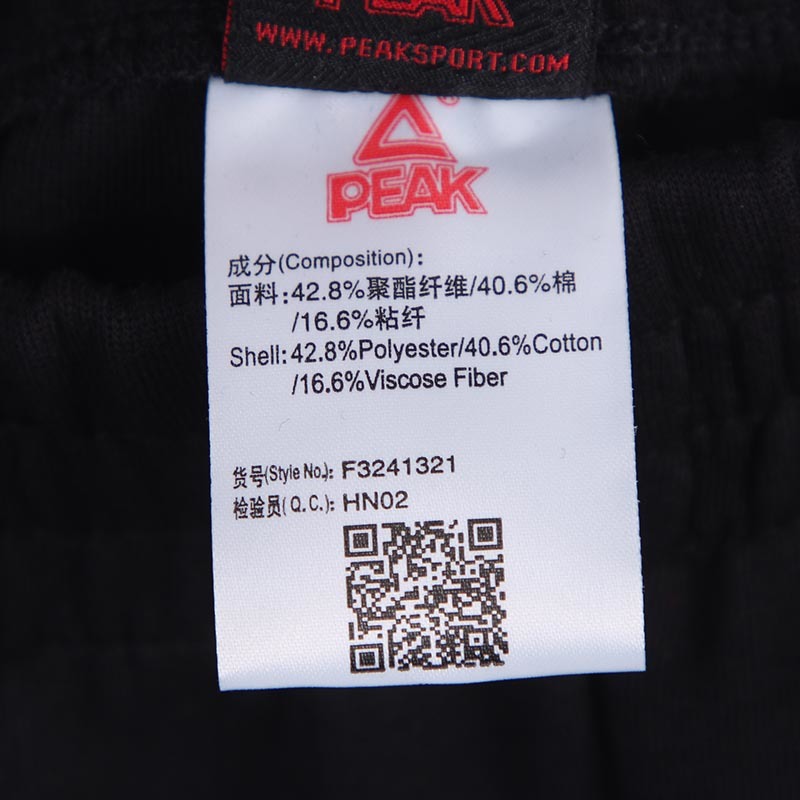 PEAK
WWW.PEAKSPORT.COM
PEAK
成分(Composition):
面料:42.8%聚酯纤维/40.6%棉
/16.6%粘纤
Shell:42.8%Polyester/40.6%Cotton
/16.6%Viscose Fiber
货号(Style No.): F3241321
检验员(Q.C.): HN02